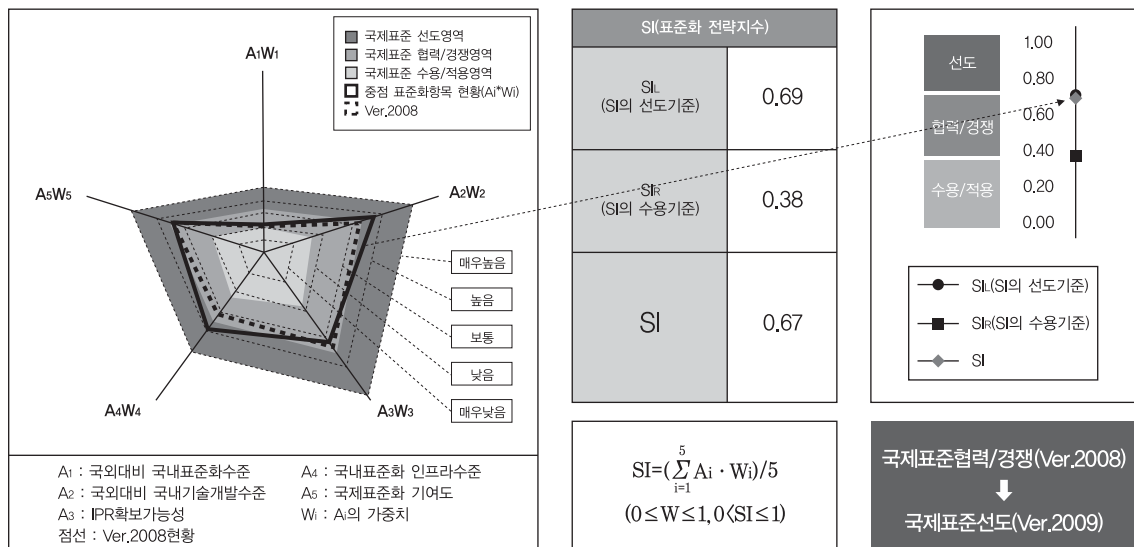 국제표준 선도영역
국제표준 협력/경쟁영역
국제표준 수용/적용영역
중점 표준화항목 현황(Ai*Wi)
Ver.2008
A1W1
A2W2
A3W3
A4W4
A5W5
매우높음
높음
보통
낮음
매우낮음
A1 : 국외대비 국내표준화수준
A2 : 국외대비 국내기술개발수준
A3 : IPR확보가능성
점선 : Ver.2008현황
A4 : 국내표준화 인프라수준
A5 : 국제표준화 기여도
Wi : Ai의 가중치
SI(표준화 전략지수)
SIL
(SI의 선도기준)
0.69
SIR
(SI의 수용기준)
0.38
SI
0.67
SI=(∑Ai · Wi)/5
5
i=1
(0≤W≤1, 0<SI≤1)
선도
협력/경쟁
수용/적용
1.00
0.80
0.60
0.40
0.20
0.00
SIL(SI의 선도기준)
SIR(SI의 수용기준)
SI
국제표준협력/경쟁(Ver.2008)
국제표준선도(Ver.2009)